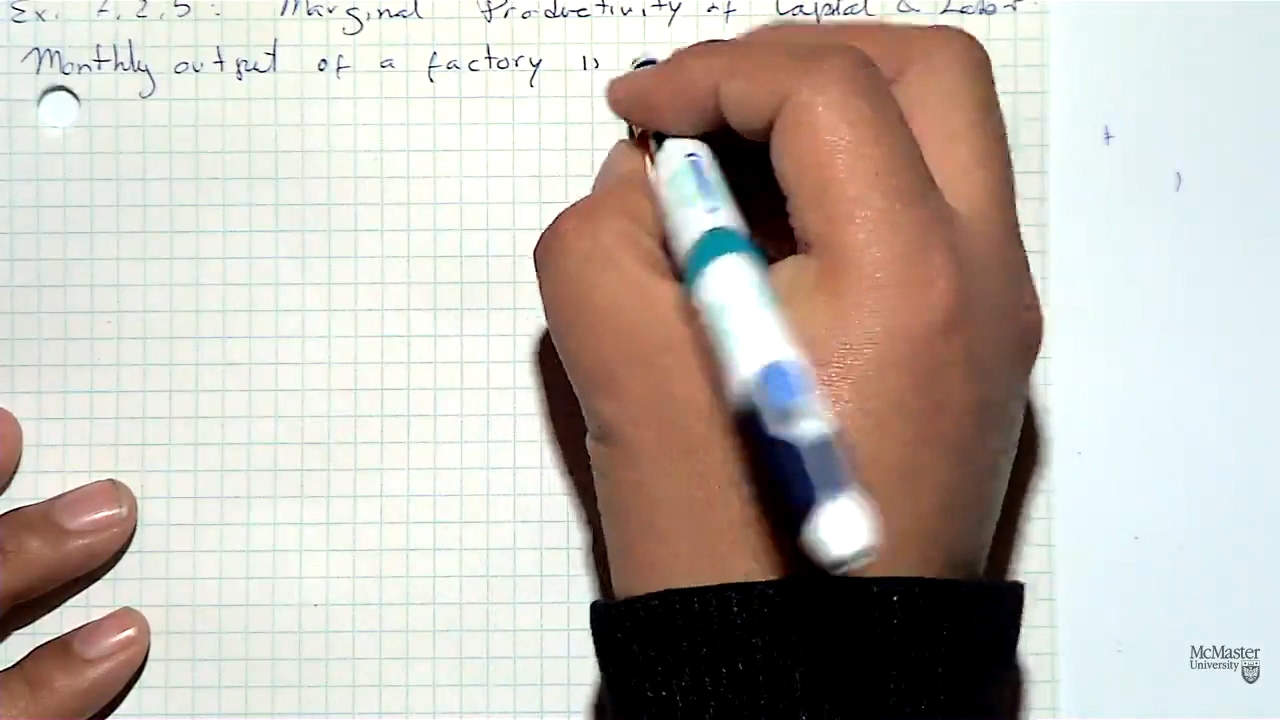 Ex. 7.2.5: Marginal Productivity of Capital & Labor
Monthly output of a factory is
McMaster
University